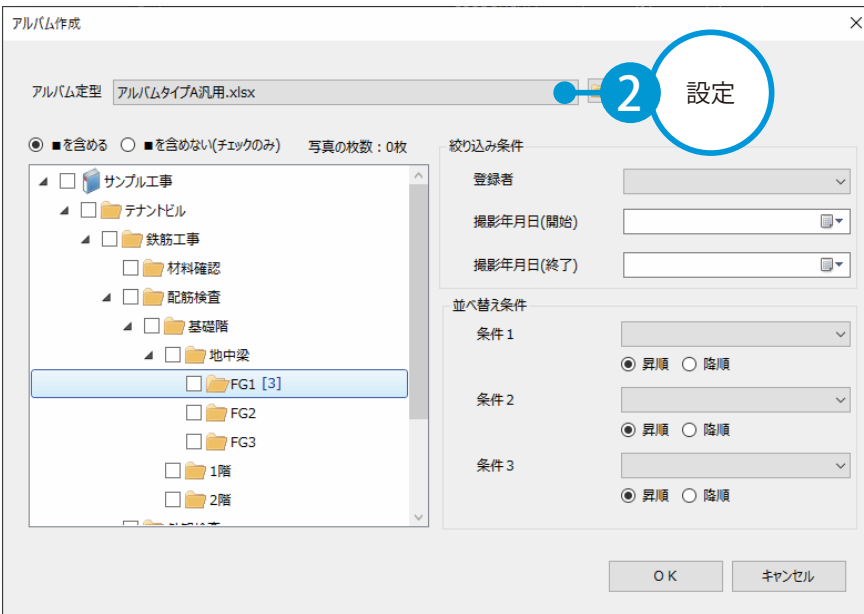 アルバム作成
アルバム定型 アルバムタイプA汎用.xlsx
2 設定
■を含める ■を含めない(チェックのみ) 写真の枚数：0枚
サンプル工事
テナントビル
鉄筋工事
材料確認
配筋検査
基礎階
地中梁
FG1 [3]
FG2
FG3
1階
2階
絞り込み条件
登録者
撮影年月日(開始)
撮影年月日(終了)
並べ替え条件
条件1
昇順 降順
条件2
昇順 降順
条件3
昇順 降順
OK キャンセル